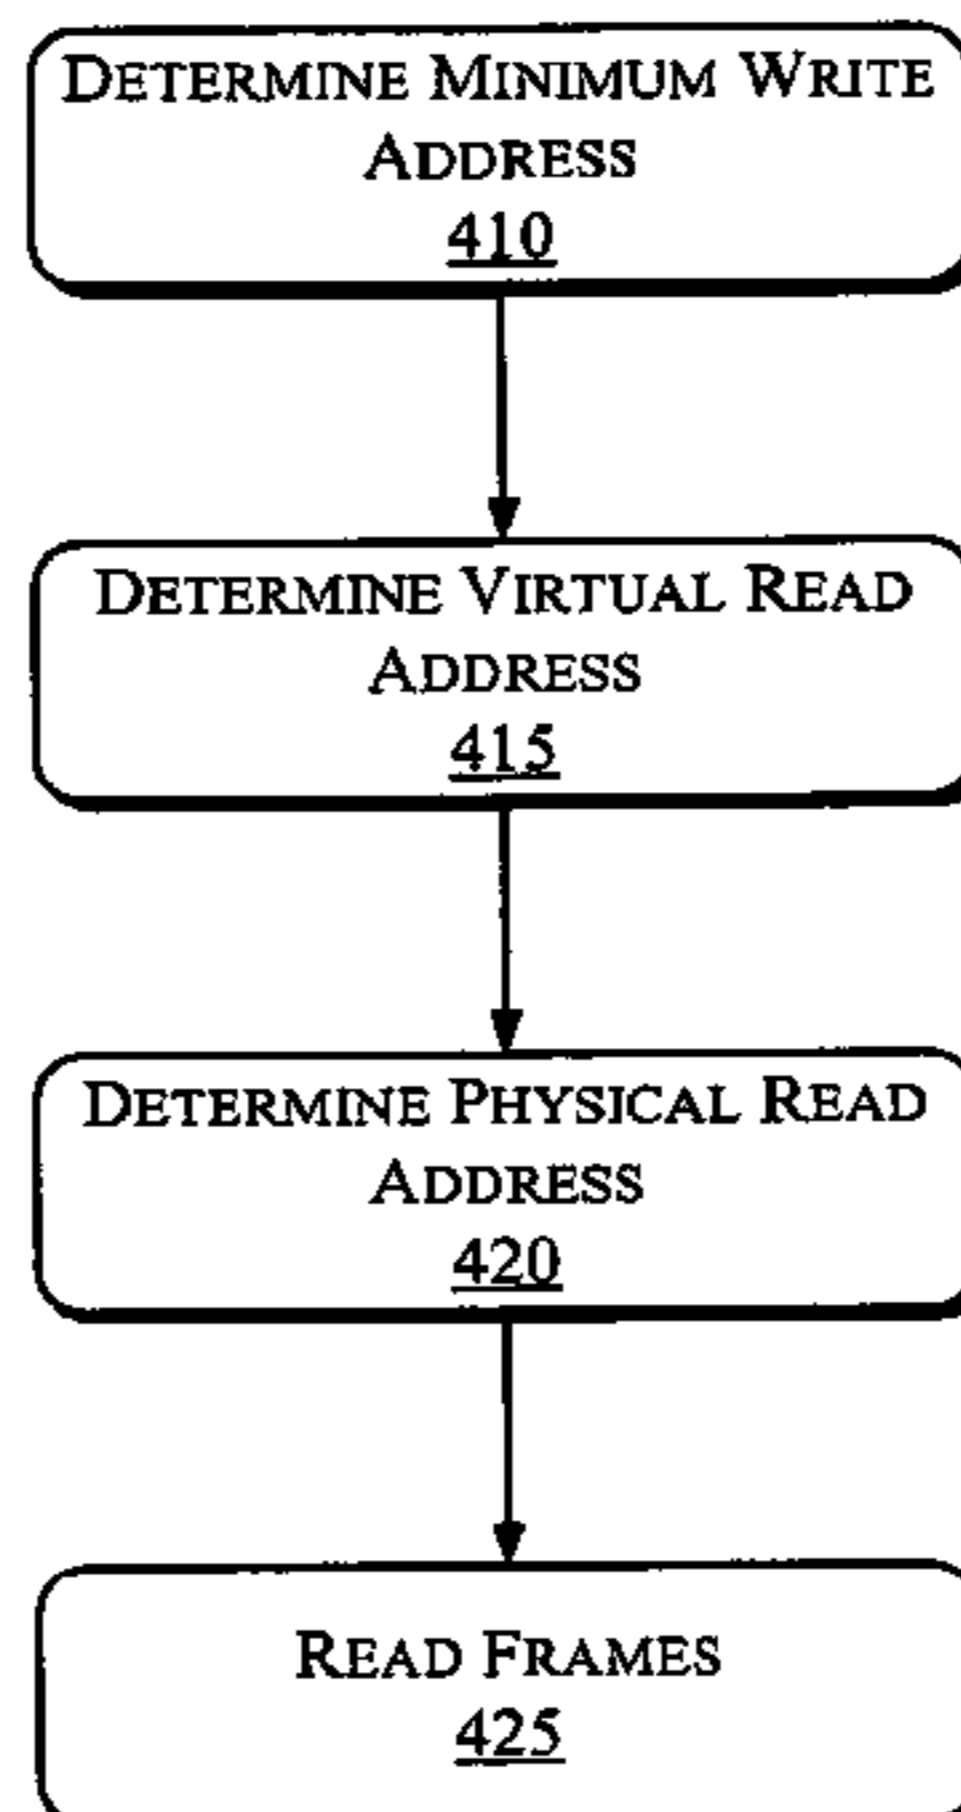 DETERMINE MINIMUM WRITE
ADDRESS
410
DETERMINE VIRTUAL READ
ADDRESS
415
DETERMINE PHYSICAL READ
ADDRESS
420
READ FRAMES
425